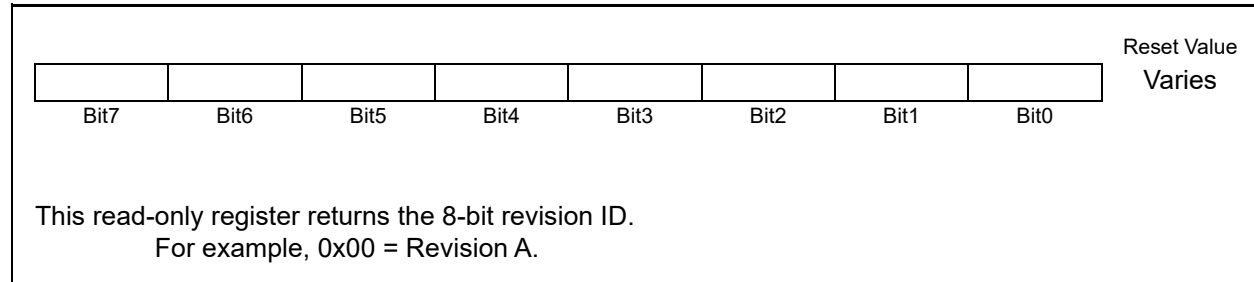 Reset Value
Varies
Bit7 Bit6 Bit5 Bit4 Bit3 Bit2 Bit1 Bit0
This read-only register returns the 8-bit revision ID.
For example, 0x00 = Revision A.